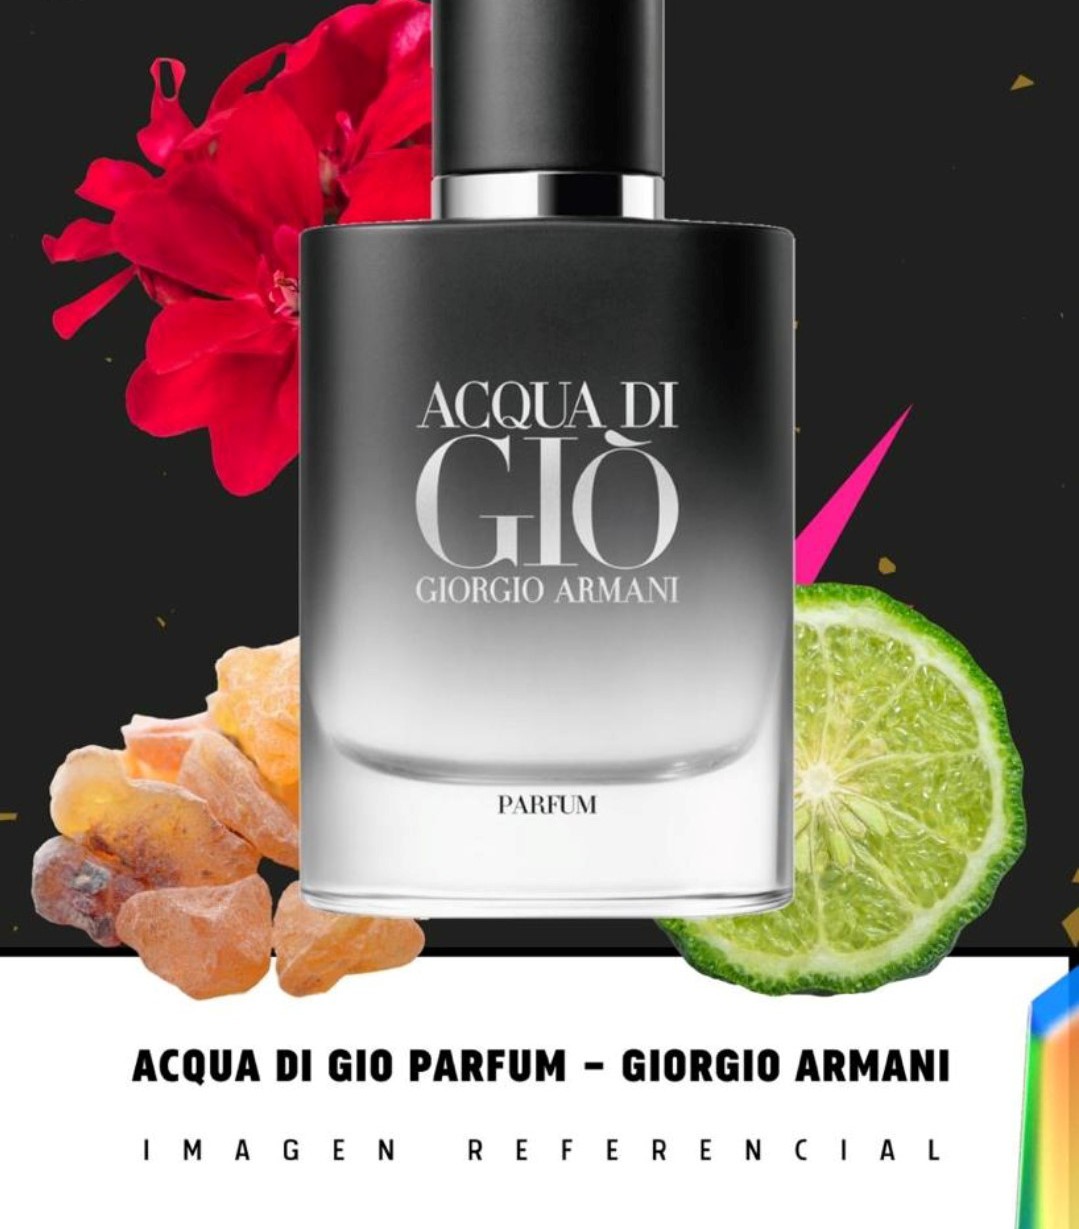 ACQUA DI
GIÒ
GIORGIO ARMANI
PARFUM
ACQUA DI GIO PARFUM - GIORGIO ARMANI
IMAGEN REFERENCIAL